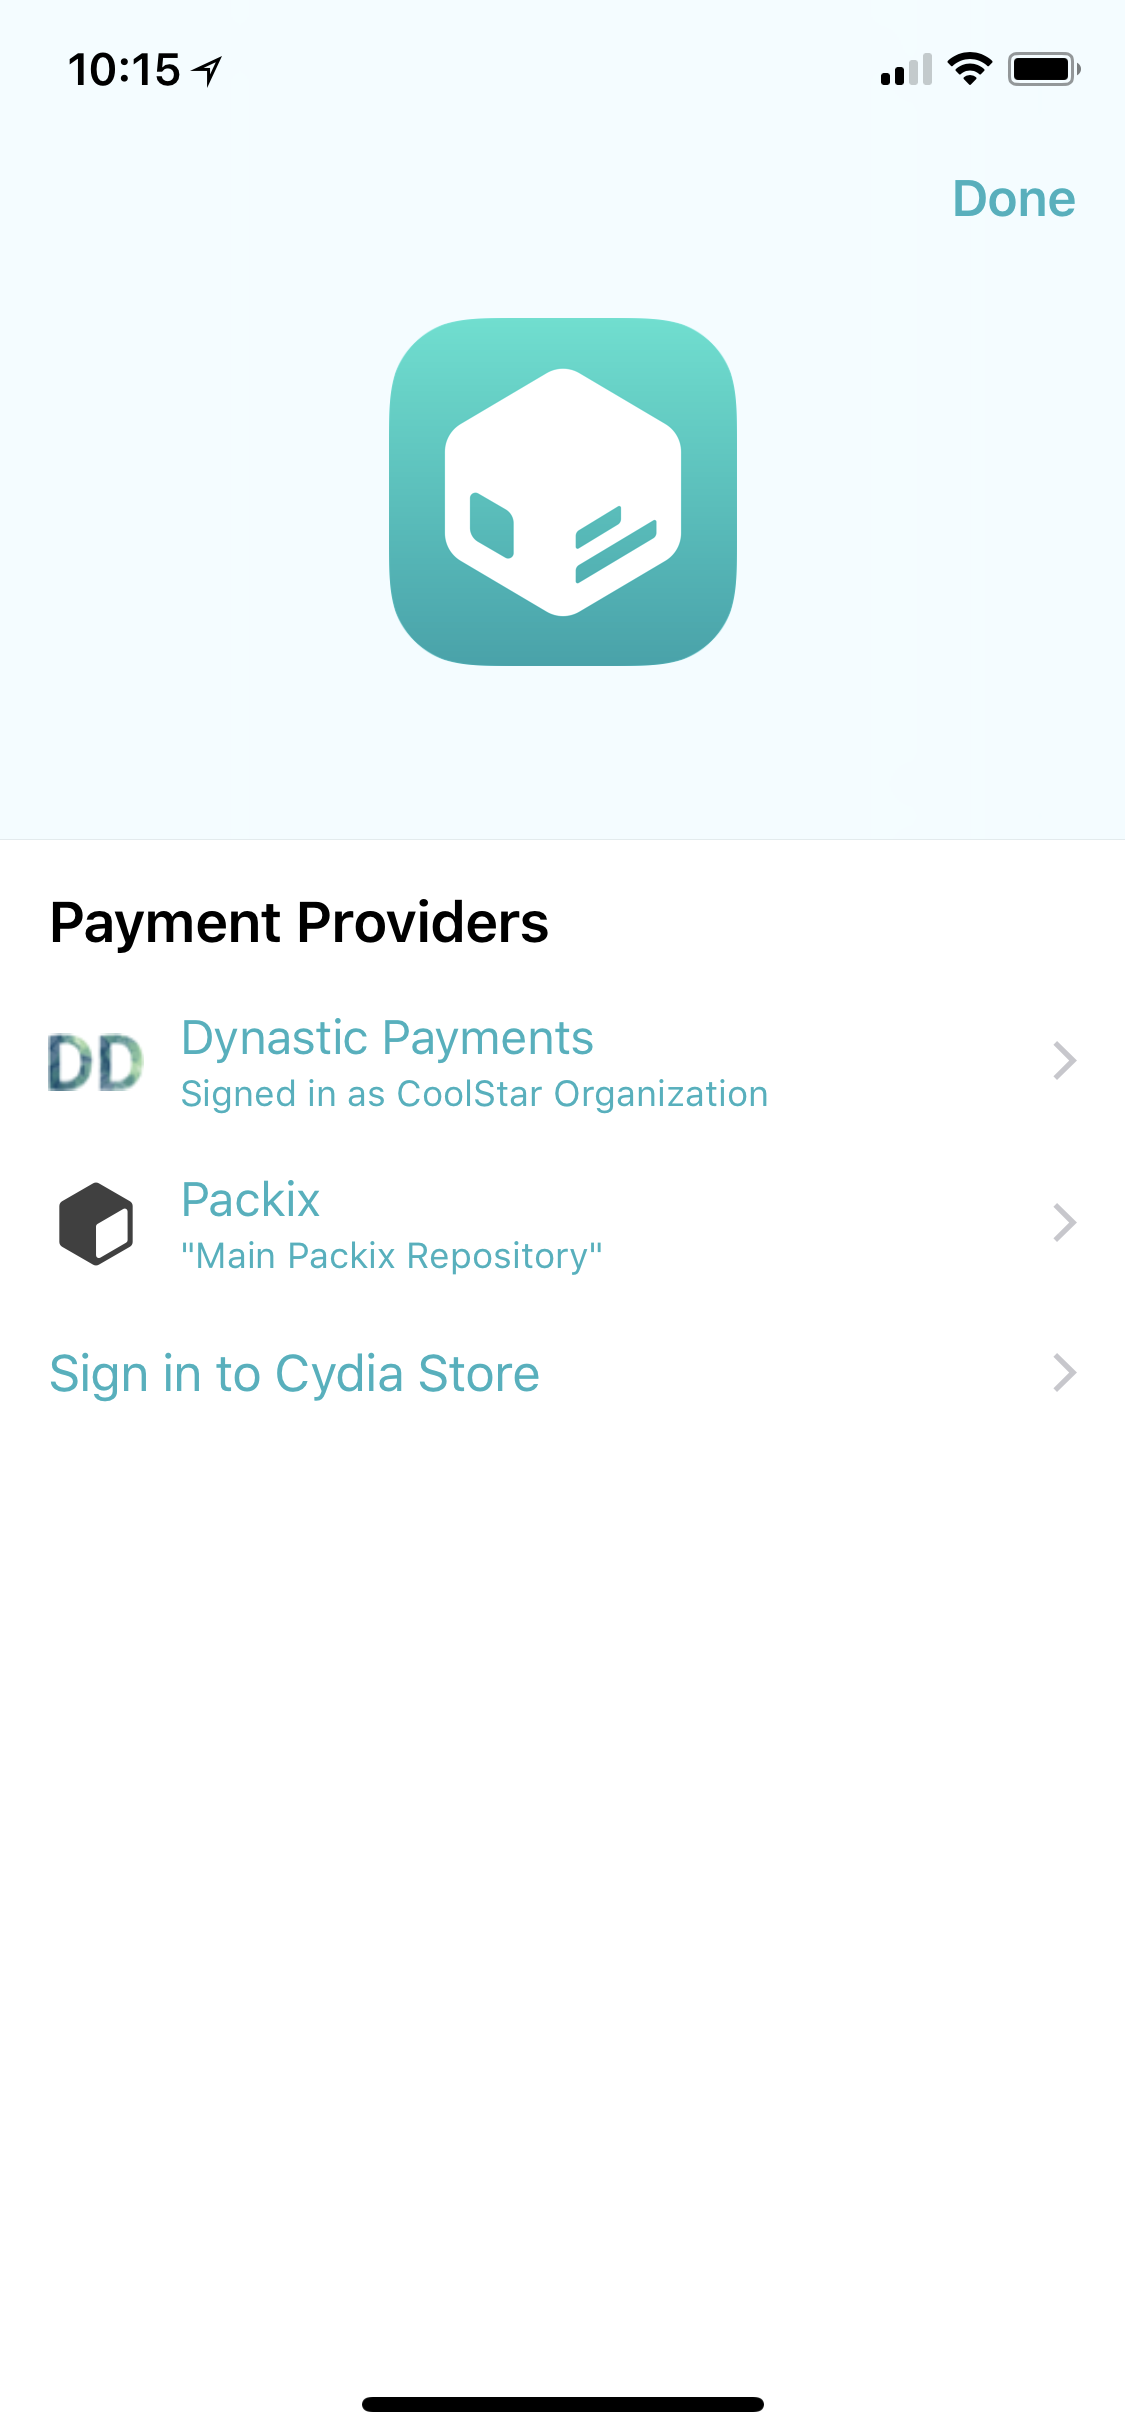 10:15
Done
Payment Providers
DD
Dynastic Payments
Signed in as CoolStar Organization
Packix
"Main Packix Repository"
Sign in to Cydia Store